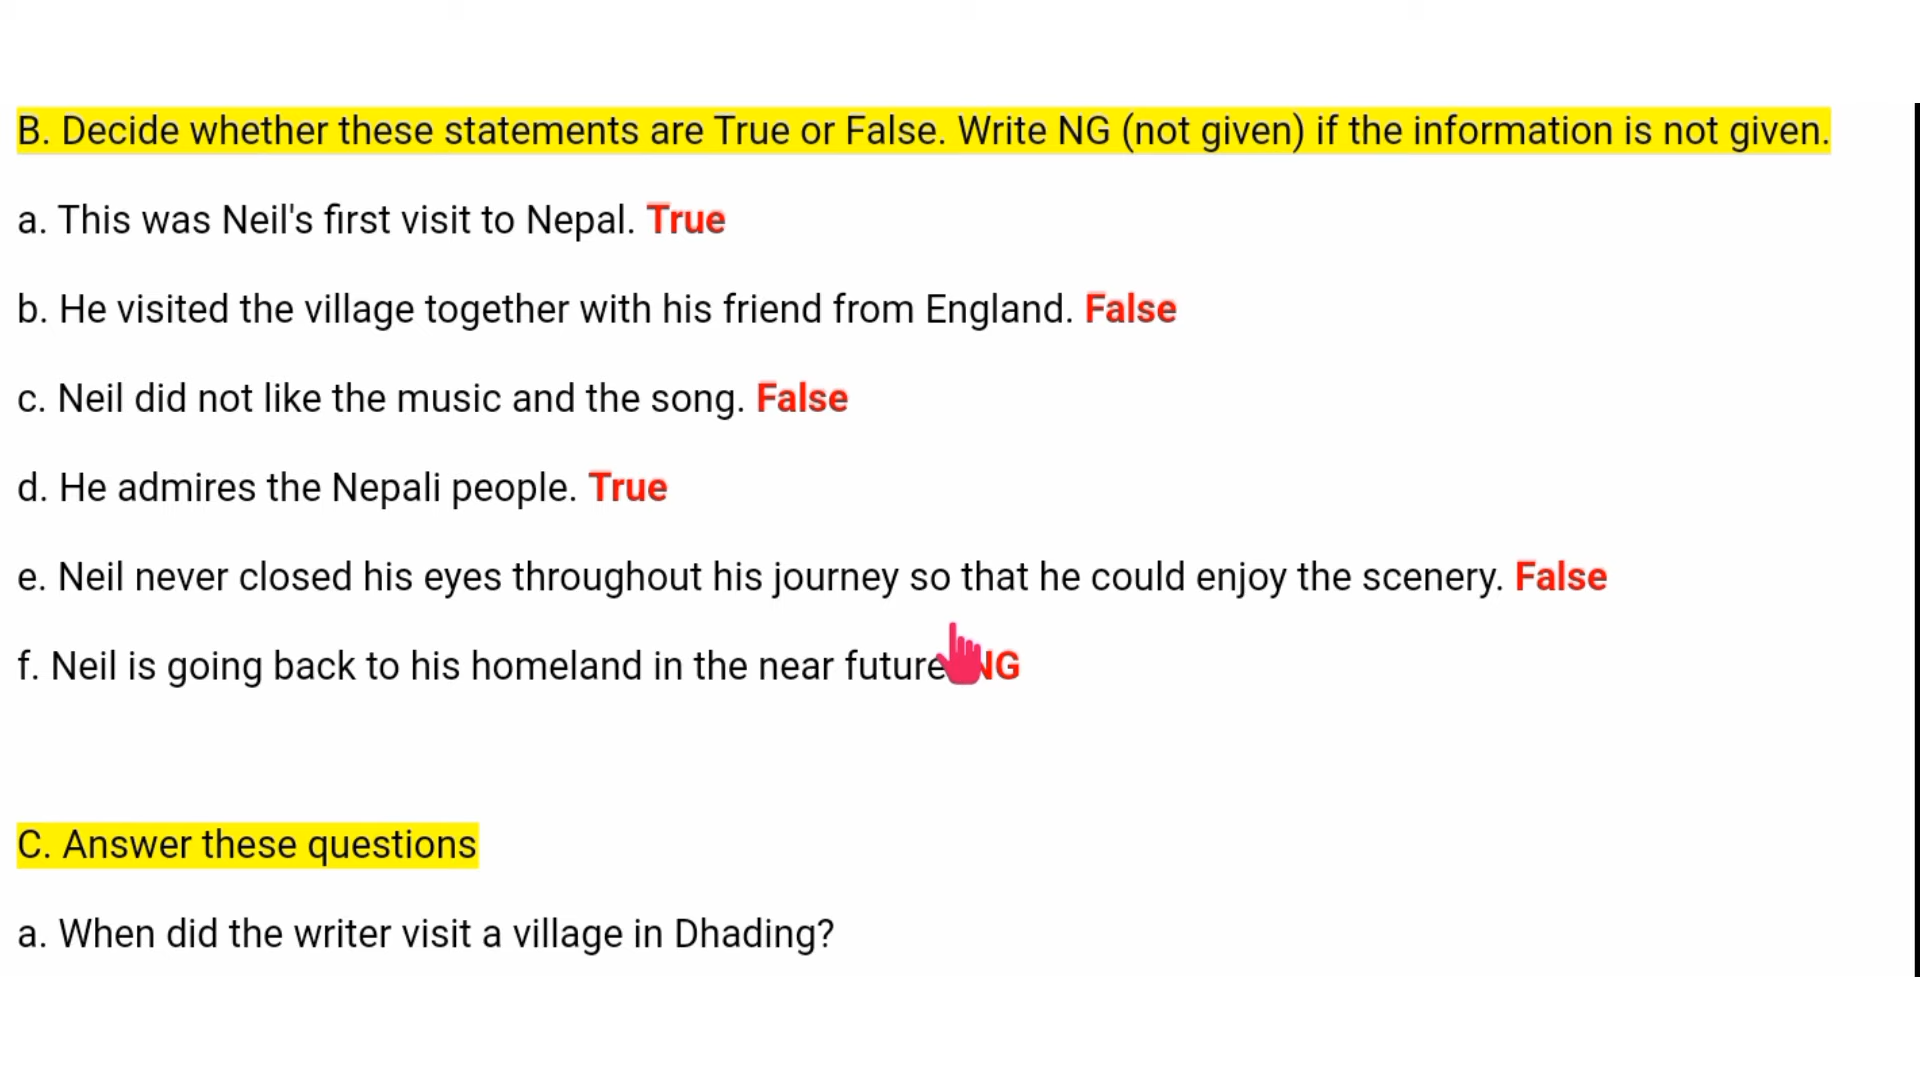 B. Decide whether these statements are True or False. Write NG (not given) if the information is not given.
a. This was Neil's first visit to Nepal. True
b. He visited the village together with his friend from England. False
c. Neil did not like the music and the song. False
d. He admires the Nepali people. True
e. Neil never closed his eyes throughout his journey so that he could enjoy the scenery. False
f. Neil is going back to his homeland in the near future NG
C. Answer these questions
a. When did the writer visit a village in Dhading?